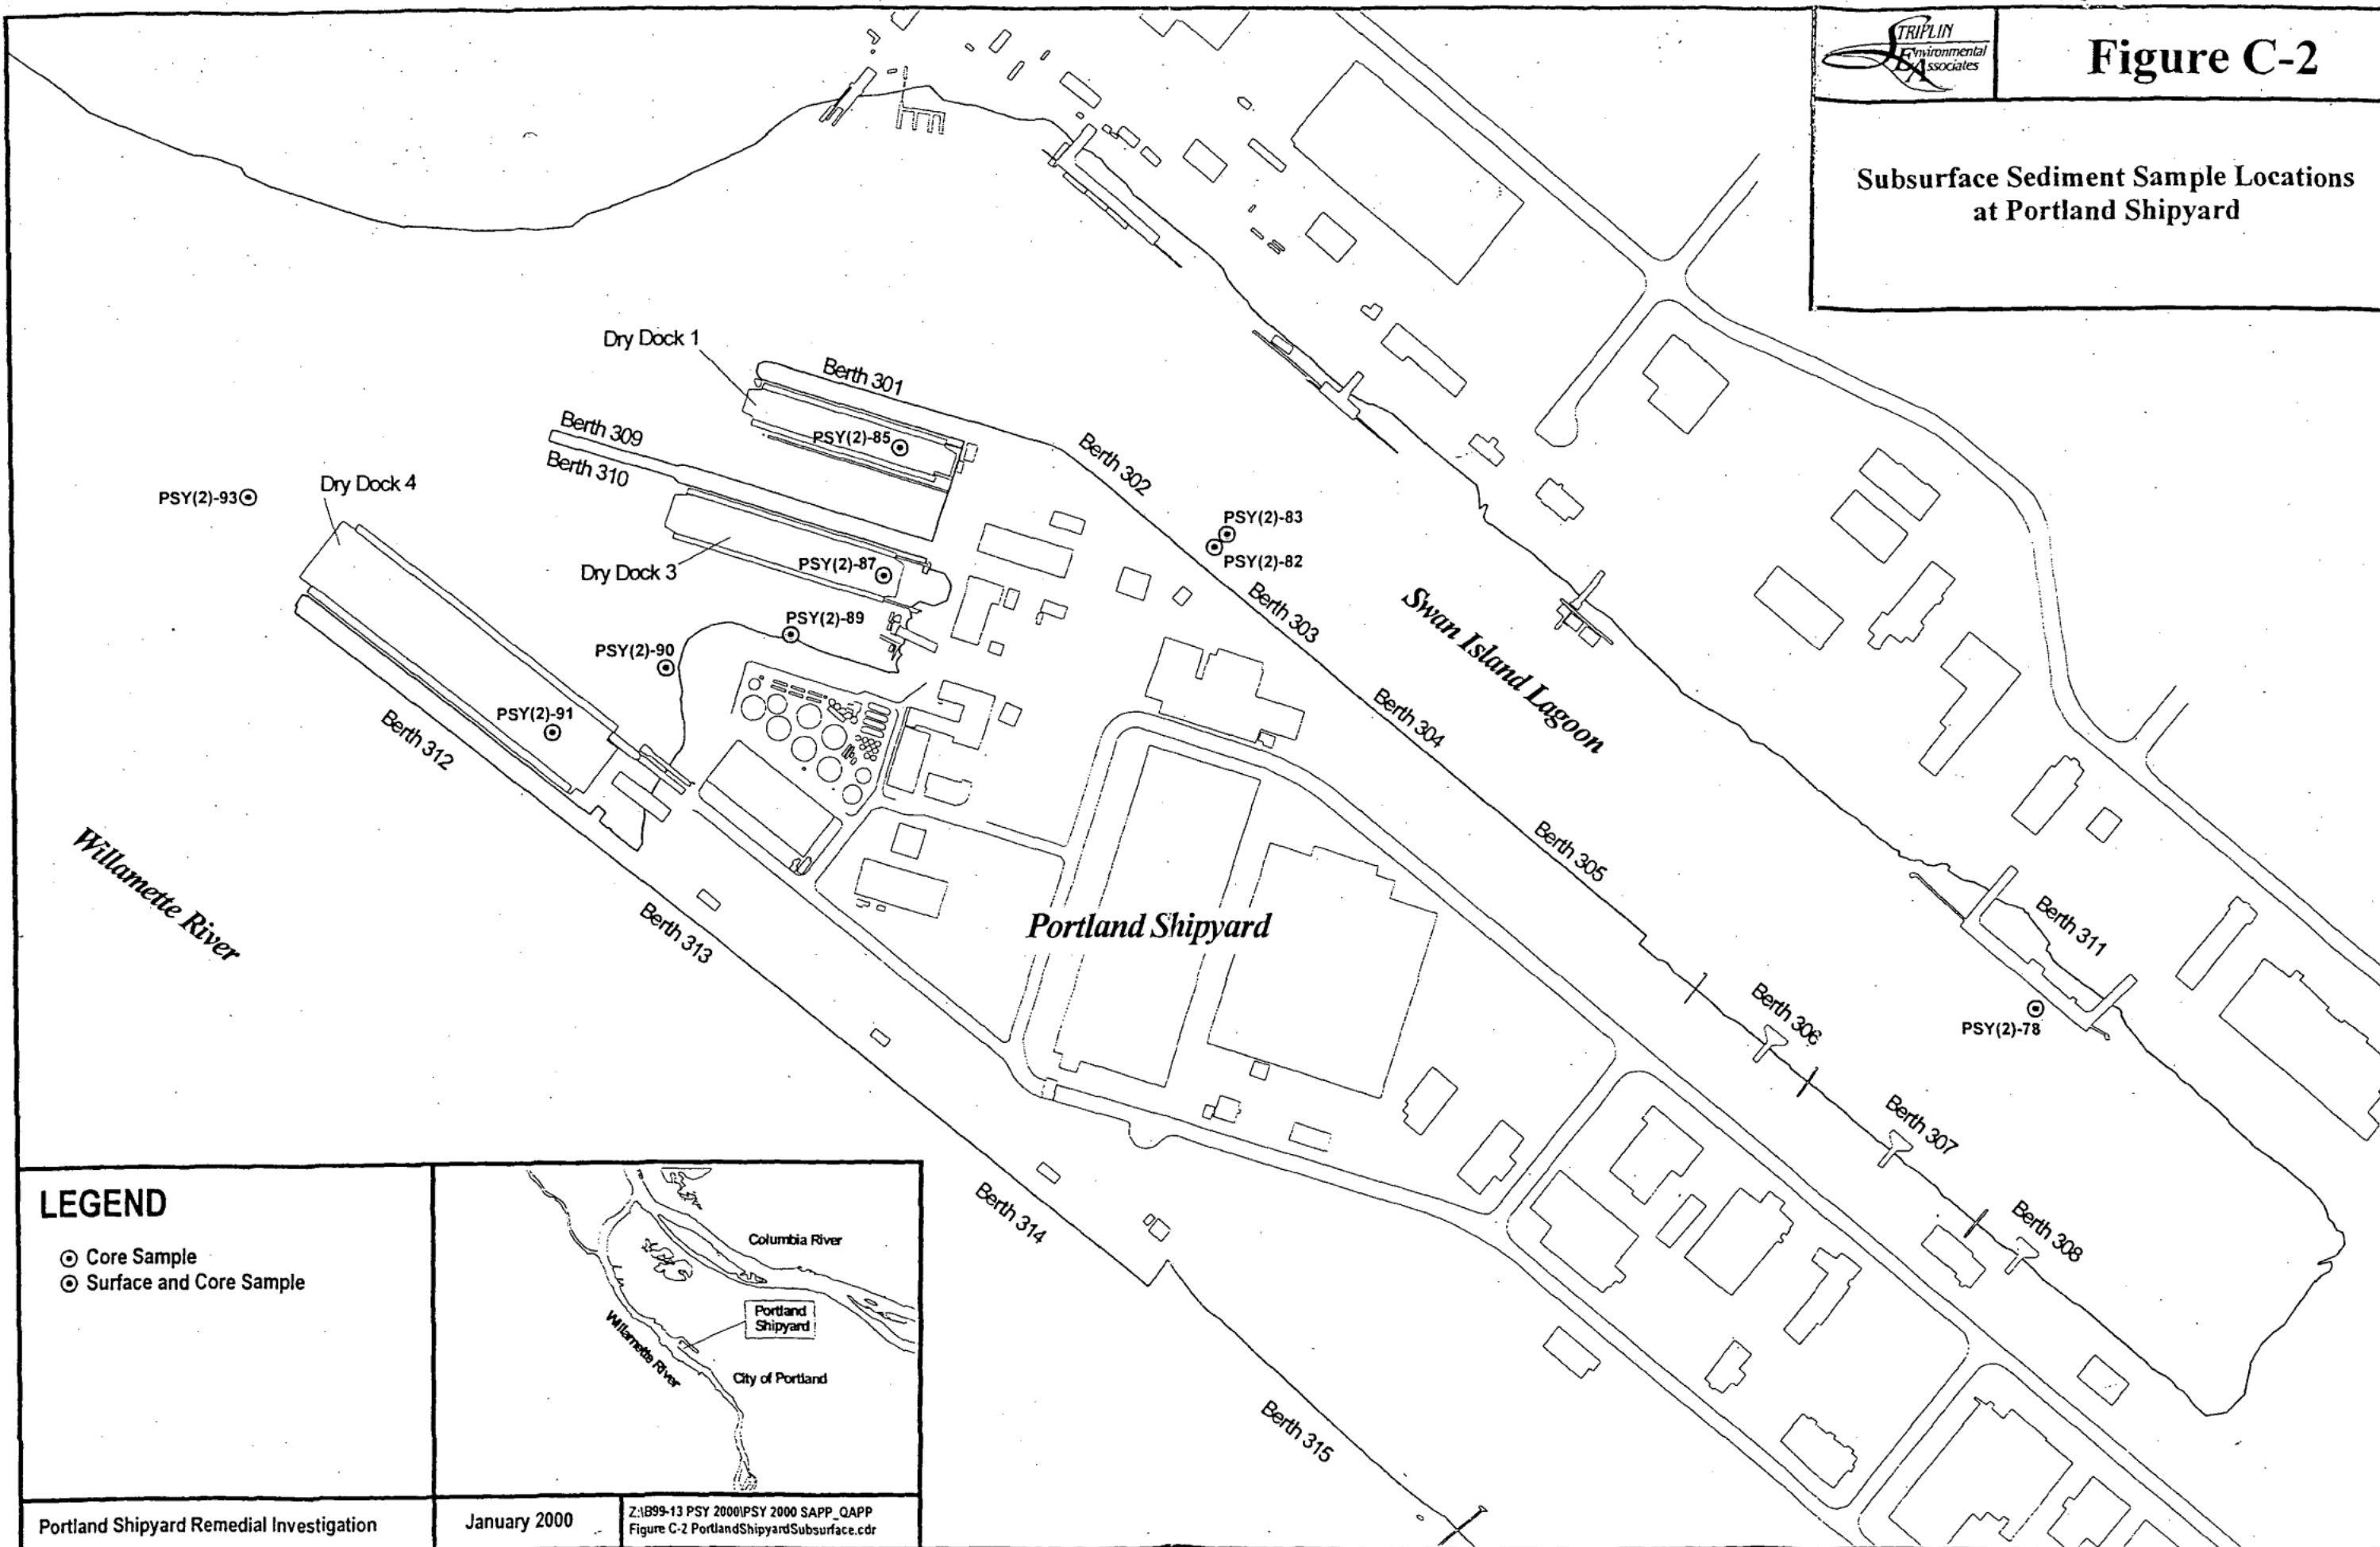 TRIPLIN
Environmental
Associates
Figure C-2
Subsurface Sediment Sample Locations
at Portland Shipyard
Dry Dock 1
Berth 301
Berth 309
PSY(2)-85
Berth 302
Berth 310
Dry Dock 4
PSY(2)-93
PSY(2)-83
PSY(2)-82
PSY(2)-87
Dry Dock 3
Berth 303
Swan Island Lagoon
PSY(2)-89
PSY(2)-90
PSY(2)-91
Berth 304
Berth 312
Berth 305
Willamette River
Portland Shipyard
Berth 313
Berth 311
Berth 306
PSY(2)-78
Berth 307
Berth 314
Berth 308
Berth 315
LEGEND
Core Sample
Surface and Core Sample
Columbia River
Portland
Shipyard
Willamette River
City of Portland
Portland Shipyard Remedial Investigation
January 2000
Z:\B99-13 PSY 2000\PSY 2000 SAPP_QAPP
Figure C-2 PortlandShipyardSubsurface.cdr